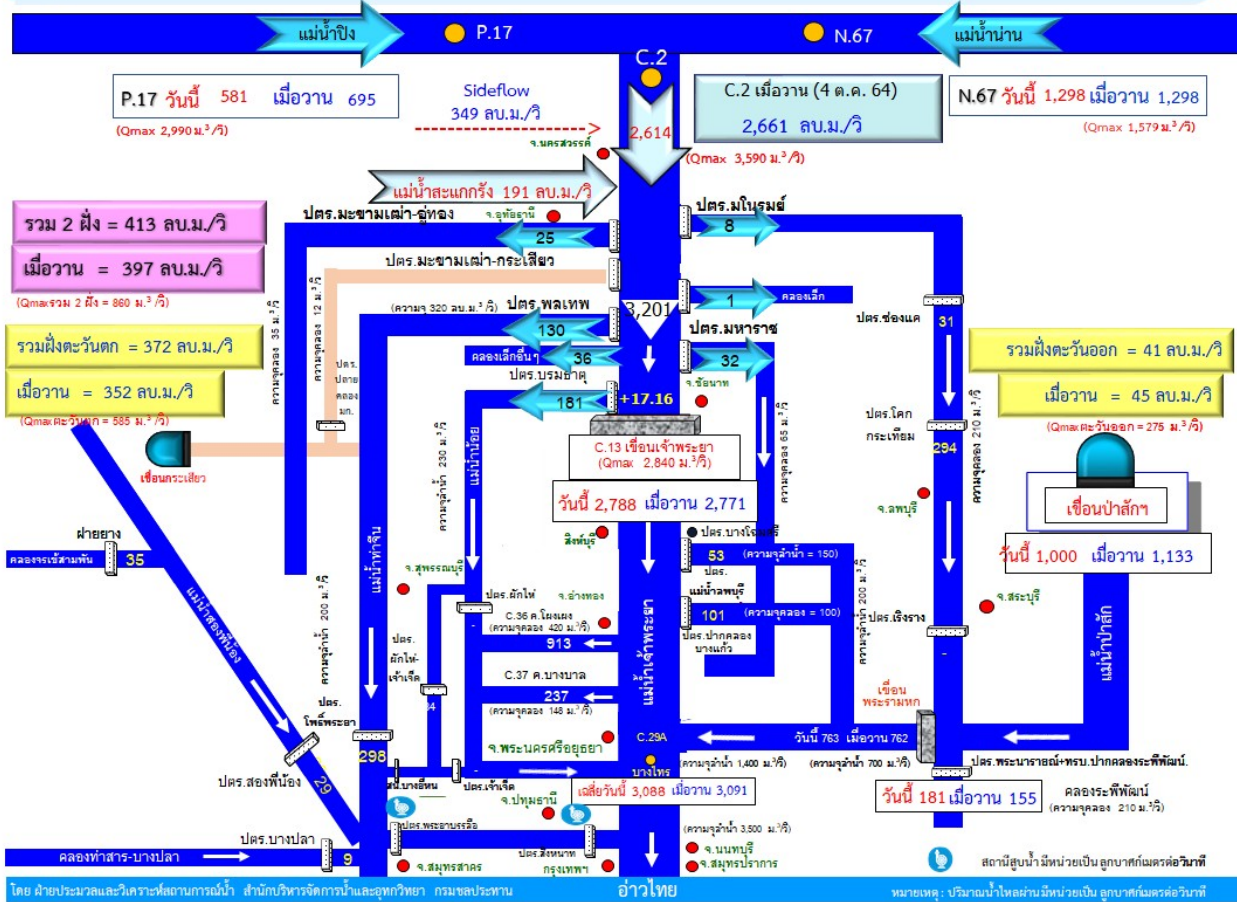 แม่น้ำปิง
P.17
N.67
แม่น้ำน่าน
C.2
P.17 วันนี้ 581 เมื่อวาน 695
(Qmax 2,990 ม.³/วิ)
Sideflow
349 ลบ.ม./วิ
2,614
C.2 เมื่อวาน (4 ต.ค. 64)
2,661 ลบ.ม./วิ
(Qmax 3,590 ม.³/วิ)
N.67 วันนี้ 1,298 เมื่อวาน 1,298
(Qmax 1,579 ม.³/วิ)
จ.นครสวรรค์
แม่น้ำสะแกกรัง 191 ลบ.ม./วิ
รวม 2 ฝั่ง = 413 ลบ.ม./วิ
เมื่อวาน = 397 ลบ.ม./วิ
(Qmaxรวม 2 ฝั่ง = 860 ม.³/วิ)
ปตร.มะขามเฒ่า-อู่ทอง
จ.อุทัยธานี
25
ปตร.มโนรมย์
8
ปตร.มะขามเฒ่า-กระเสียว
(ความจุ 320 ลบ.ม.³/วิ)
ปตร.พลเทพ
130
3,201
1
คลองเล็ก
ปตร.มหาราช
32
คลองเล็กอื่นๆ
36
ปตร.บรมธาตุ
181
+17.16
จ.ชัยนาท
ปตร.ช่องแค
31
รวมฝั่งตะวันตก = 372 ลบ.ม./วิ
เมื่อวาน = 352 ลบ.ม./วิ
(Qmaxตะวันตก = 585 ม.³/วิ)
รวมฝั่งตะวันออก = 41 ลบ.ม./วิ
เมื่อวาน = 45 ลบ.ม./วิ
(Qmaxตะวันออก = 275 ม.³/วิ)
ความจุคลอง 35 ม.³/วิ
ความจุคลอง 12 ม.³/วิ
ปตร.
ปลาย
คลอง
มก.
เขื่อนกระเสียว
ความจุลำน้ำ 230 ม.³/วิ
แม่น้ำน้อย
C.13 เขื่อนเจ้าพระยา
(Qmax 2,840 ม.³/วิ)
วันนี้ 2,788 เมื่อวาน 2,771
ความจุคลอง 65 ม.³/วิ
ปตร.โคก
กระเทียม
294
ความจุคลอง 210 ม.³/วิ
จ.ลพบุรี
เขื่อนป่าสักฯ
วันนี้ 1,000 เมื่อวาน 1,133
ฝายยาง
คลองจรเข้สามพัน
35
แม่น้ำสองพี่น้อง
แม่น้ำท่าจีน
ความจุลำน้ำ 200 ม.³/วิ
จ.สุพรรณบุรี
สิงห์บุรี
53
(ความจุลำน้ำ = 150)
ปตร.
แม่น้ำลพบุรี
101
(ความจุคลอง = 100)
ปตร.ปากคลอง
บางแก้ว
ความจุลำน้ำ 200 ม.³/วิ
ปตร.เริงราง
-
จ.สระบุรี
แม่น้ำป่าสัก
ปตร.ผักไห่
-
จ.อ่างทอง
C.36 ค.โผงเผง
(ความจุคลอง 420 ม.³/วิ)
913
C.37 ค.บางบาล
237
(ความจุคลอง 148 ม.³/วิ)
แม่น้ำเจ้าพระยา
ปตร.
ผักไห่-
เจ้าเจ็ด
ปตร.
โพธิ์พระยา
298
ปตร.สองพี่น้อง
29
เขื่อน
พระรามหก
จ.พระนครศรีอยุธยา
C.29A
บางไทร
วันนี้ 763 เมื่อวาน 762
(ความจุลำน้ำ 1,400 ม.³/วิ)
(ความจุลำน้ำ 700 ม.³/วิ)
ปตร.พระนารายณ์+ทรบ.ปากคลองระพีพัฒน์.
เฉลี่ยวันนี้ 3,088 เมื่อวาน 3,091
วันนี้ 181 เมื่อวาน 155
คลองระพีพัฒน์
(ความจุคลอง 210 ม.³/วิ)
ปตร.เจ้าเจ็ด
จ.ปทุมธานี
ปตร.พระยาบรรลือ
ปตร.สิงหนาท
(ความจุลำน้ำ 3,500 ม.³/วิ)
จ.นนทบุรี
จ.สมุทรปราการ
ปตร.บางปลา
คลองท่าสาร-บางปลา
9
จ.สมุทรสาคร
กรุงเทพฯ
สถานีสูบน้ำ มีหน่วยเป็น ลูกบาศก์เมตรต่อวินาที
โดย ฝ่ายประมวลและวิเคราะห์สถานการณ์น้ำ สำนักบริหารจัดการน้ำและอุทกวิทยา กรมชลประทาน
อ่าวไทย
หมายเหตุ : ปริมาณน้ำไหลผ่าน มีหน่วยเป็น ลูกบาศก์เมตรต่อวินาที